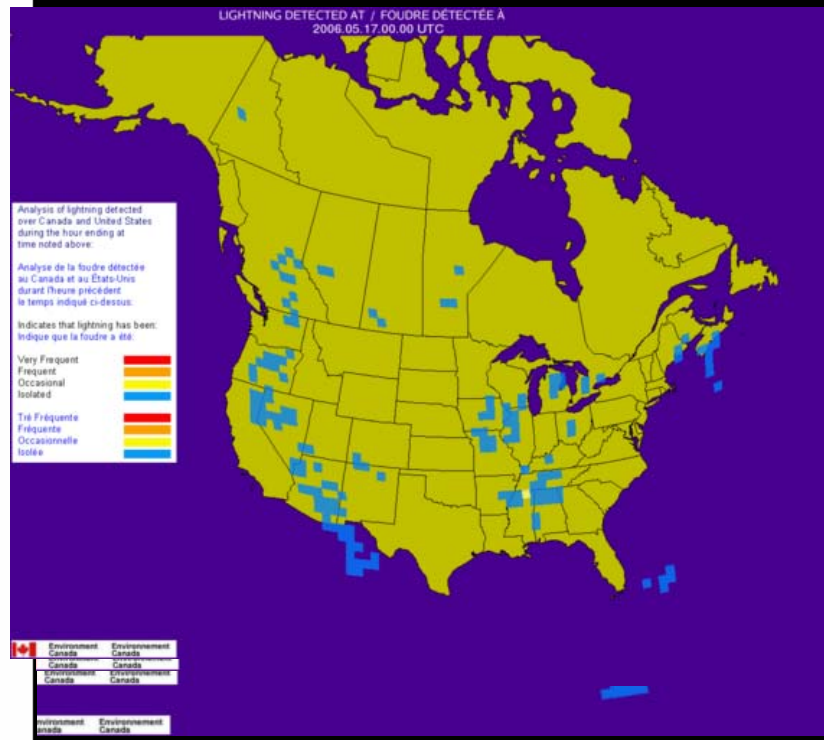 LIGHTNING DETECTED AT / FOUDRE DÉTECTÉE À
2006.05.17.00.00 UTC
Analysis of lightning detected
over Canada and United States
during the hour ending at
time noted above:
Analyse de la foudre détectée
au Canada et au États-Unis
durant l'heure précédent
le temps indiqué ci-dessus:
Indicates that lightning has been:
Indique que la foudre a été:
Very Frequent
Frequent
Occasional
Isolated
Tré Fréquente
Fréquente
Occasionnelle
Isolée
Environment Environnement
Canada Canada
Canada Canada
Environment Environnement
Canada Canada
nvironment Environnement
anada Canada